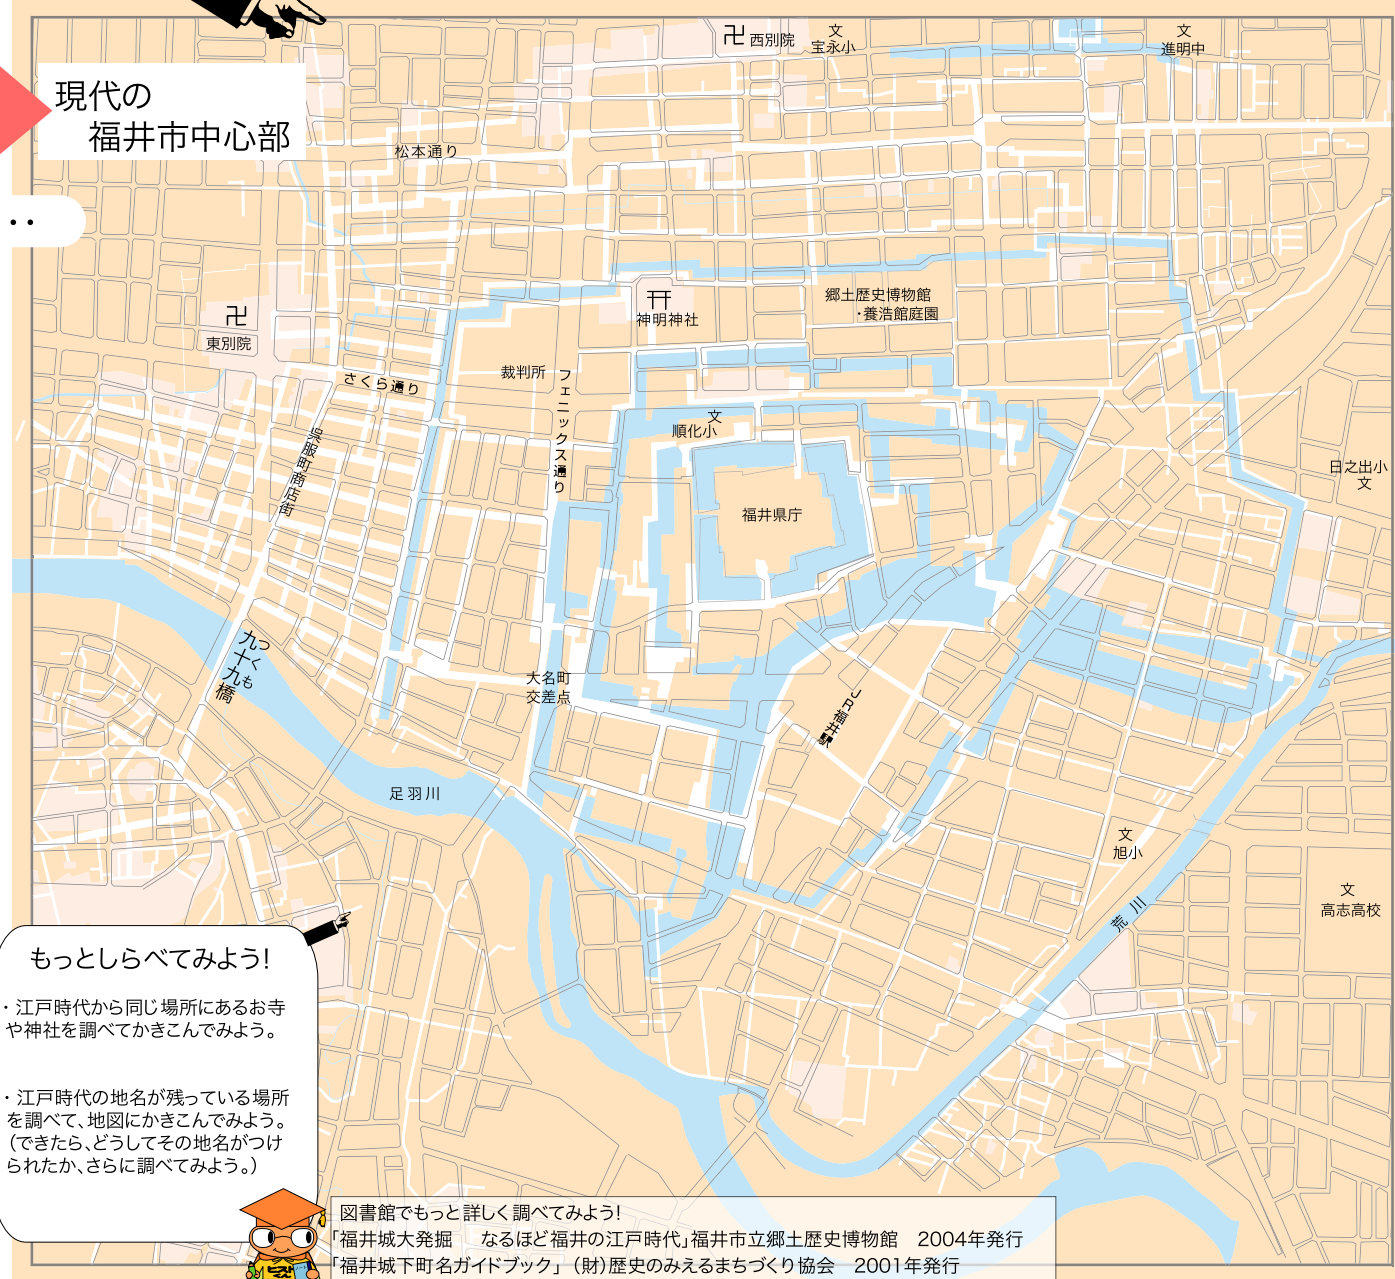 現代の
福井市中心部
・・
卍 西別院
文
宝永小
文
進明中
松本通り
卍
東別院
神明神社
郷土歴史博物館
・養浩館庭園
さくら通り
裁判所
フェニックス通り
文
順化小
呉服町商店街
福井県庁
日之出小
文
九十九橋
つくも
大名町
交差点
JR福井駅
足羽川
文
旭小
荒川
文
高志高校
もっとしらべてみよう!
・江戸時代から同じ場所にあるお寺
や神社を調べてかきこんでみよう。
・江戸時代の地名が残っている場所
を調べて、地図にかきこんでみよう。
(できたら、どうしてその地名がつけ
られたか、さらに調べてみよう。)
図書館でもっと詳しく調べてみよう!
「福井城大発掘　なるほど福井の江戸時代」福井市立郷土歴史博物館　2004年発行
「福井城下町名ガイドブック」(財)歴史のみえるまちづくり協会　2001年発行